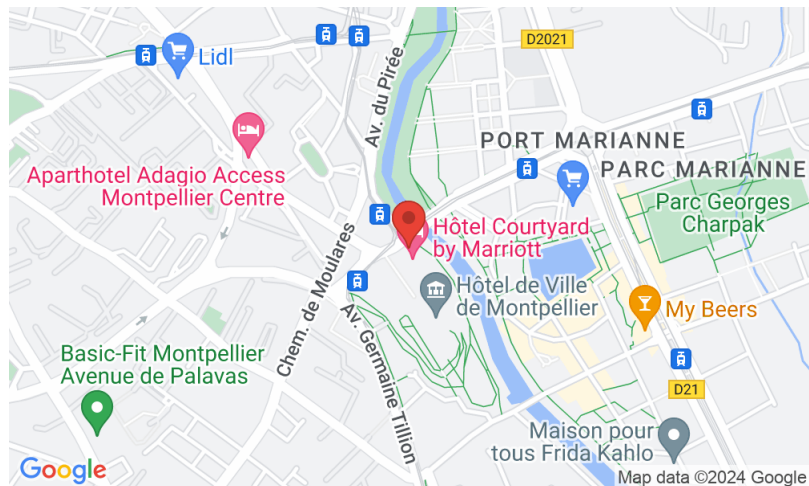 D2021
Lidl
Av. du Pirée
PORT MARIANNE
PARC MARIANNE
Aparthotel Adagio Access
Montpellier Centre
Parc Georges
Charpak
Hôtel Courtyard
by Marriott
Chem. de Moulares
Hôtel de Ville
de Montpellier
My Beers
Av. Germaine Tillion
Basic-Fit Montpellier
Avenue de Palavas
D21
Maison pour
tous Frida Kahlo
Google
Map data ©2024 Google